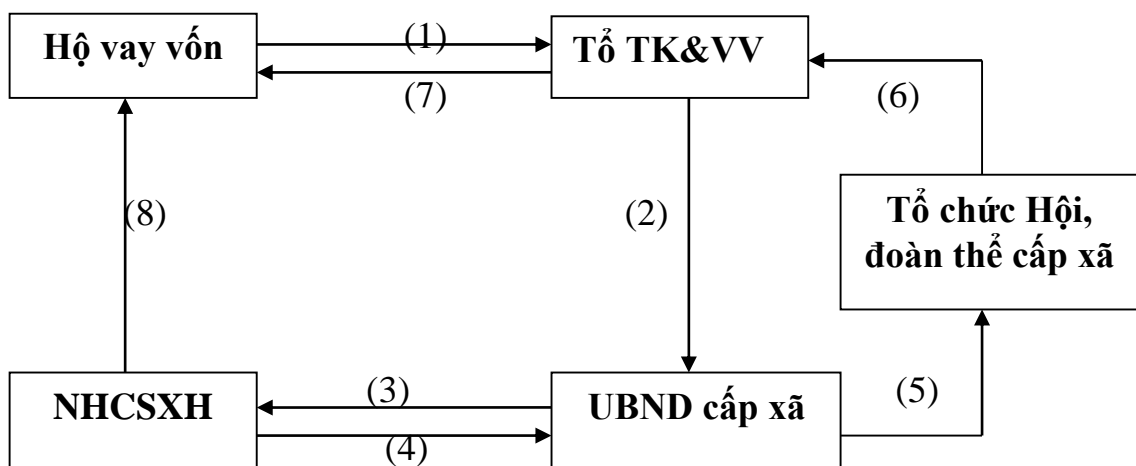 Hộ vay vốn
(1)
Tổ TK&VV
(7)
(6)
(8)
(2)
Tổ chức Hội,
đoàn thể cấp xã
NHCSXH
(3)
(4)
UBND cấp xã
(5)